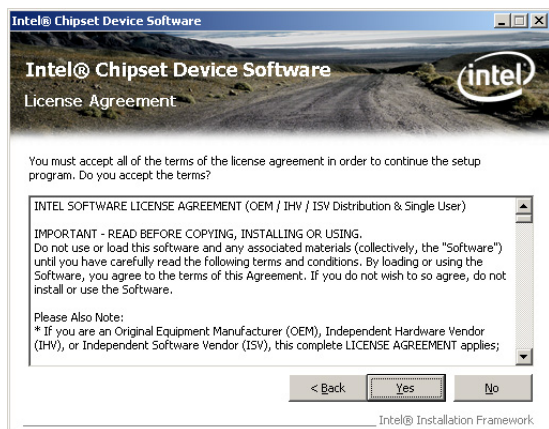 Intel® Chipset Device Software
Intel® Chipset Device Software
License Agreement
intel
You must accept all of the terms of the license agreement in order to continue the setup
program. Do you accept the terms?
INTEL SOFTWARE LICENSE AGREEMENT (OEM / IHV / ISV Distribution & Single User)
IMPORTANT - READ BEFORE COPYING, INSTALLING OR USING.
Do not use or load this software and any associated materials (collectively, the "Software")
until you have carefully read the following terms and conditions. By loading or using the
Software, you agree to the terms of this Agreement. If you do not wish to so agree, do not
install or use the Software.
Please Also Note:
* If you are an Original Equipment Manufacturer (OEM), Independent Hardware Vendor
(IHV), or Independent Software Vendor (ISV), this complete LICENSE AGREEMENT applies;
< Back Yes No
Intel® Installation Framework